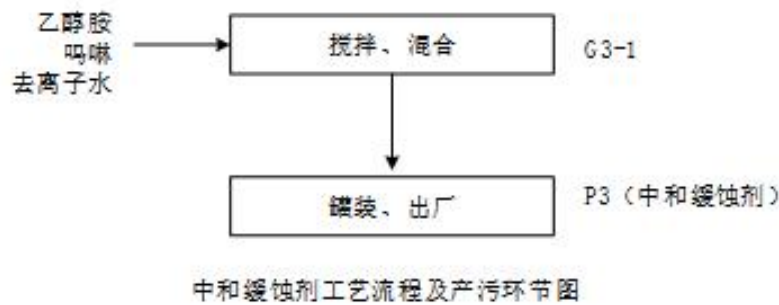 乙醇胺
吗啉
去离子水
搅拌、混合
G3-1
罐装、出厂
P3（中和缓蚀剂）
中和缓蚀剂工艺流程及产污环节图